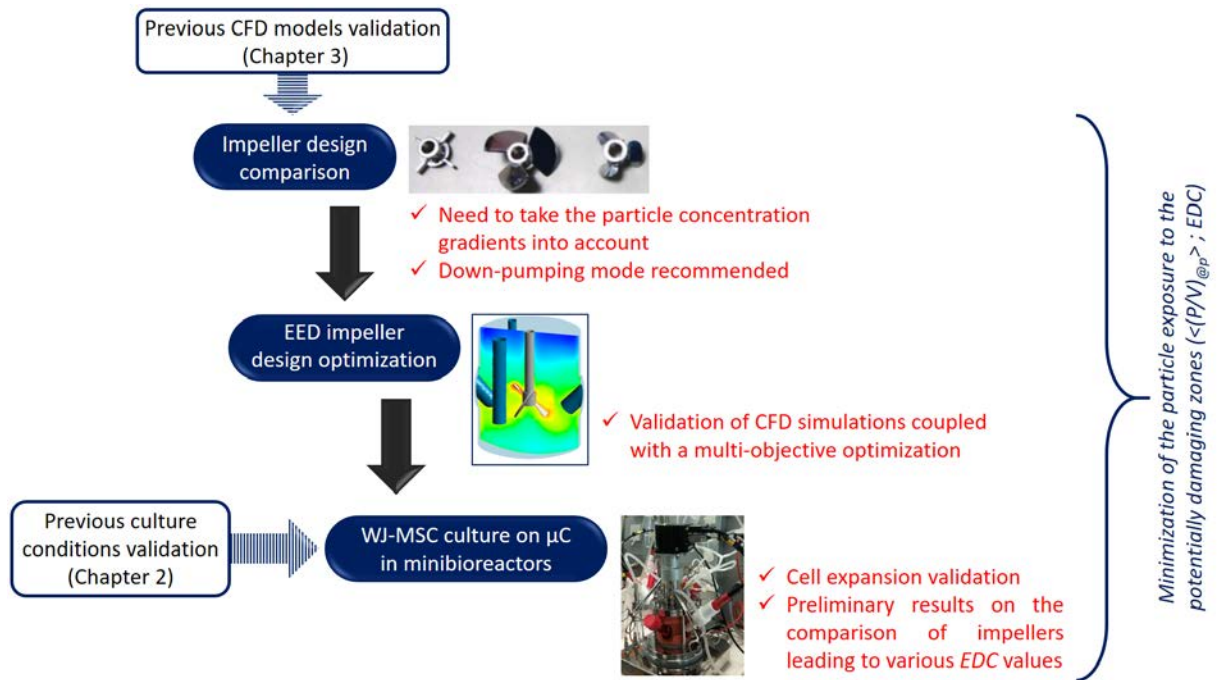 Previous CFD models validation
(Chapter 3)
Impeller design
comparison
✓ Need to take the particle concentration
gradients into account
✓ Down-pumping mode recommended
EED impeller
design optimization
✓ Validation of CFD simulations coupled
with a multi-objective optimization
Previous culture
conditions validation
(Chapter 2)
WJ-MSC culture on μC
in minibioreactors
✓ Cell expansion validation
✓ Preliminary results on the
comparison of impellers
leading to various EDC values
Minimization of the particle exposure to the
potentially damaging zones (<(P/V)@p> ; EDC)